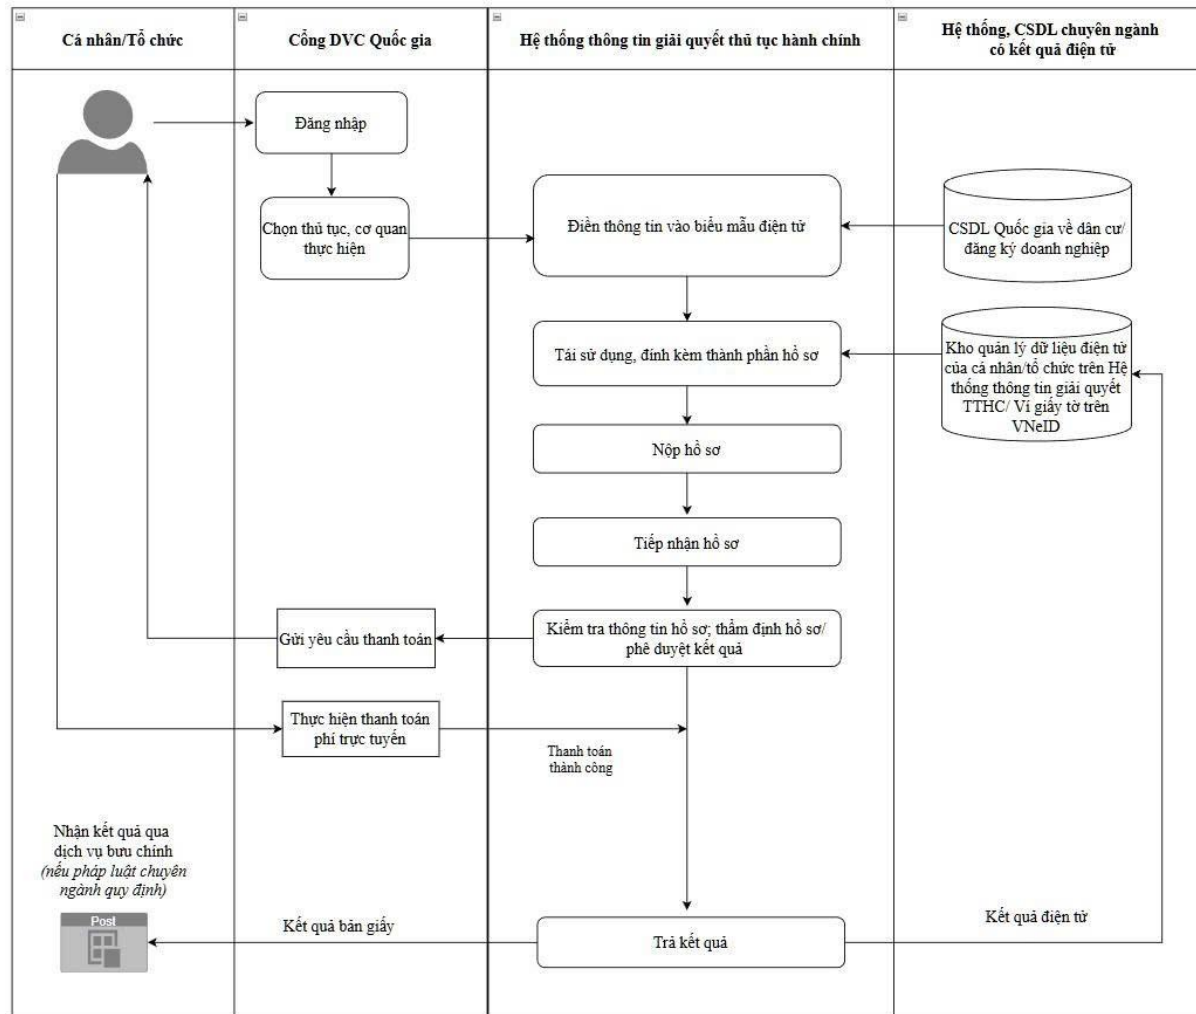 Cá nhân/Tổ chức
Cổng DVC Quốc gia
Hệ thống thông tin giải quyết thủ tục hành chính
Hệ thống, CSDL chuyên ngành
có kết quả điện tử
Đăng nhập
Chọn thủ tục, cơ quan
thực hiện
Điền thông tin vào biểu mẫu điện tử
CSDL Quốc gia về dân cư/
đăng ký doanh nghiệp
Tái sử dụng, đính kèm thành phần hồ sơ
Kho quản lý dữ liệu điện tử
của cá nhân/tổ chức trên Hệ
thống thông tin giải quyết
TTHC/ Ví giấy tờ trên
VNeID
Nộp hồ sơ
Tiếp nhận hồ sơ
Gửi yêu cầu thanh toán
Kiểm tra thông tin hồ sơ; thẩm định hồ sơ/
phê duyệt kết quả
Thực hiện thanh toán
phí trực tuyến
Thanh toán
thành công
Nhận kết quả qua
dịch vụ bưu chính
(nếu pháp luật chuyên
ngành quy định)
Post
Kết quả bản giấy
Trả kết quả
Kết quả điện tử